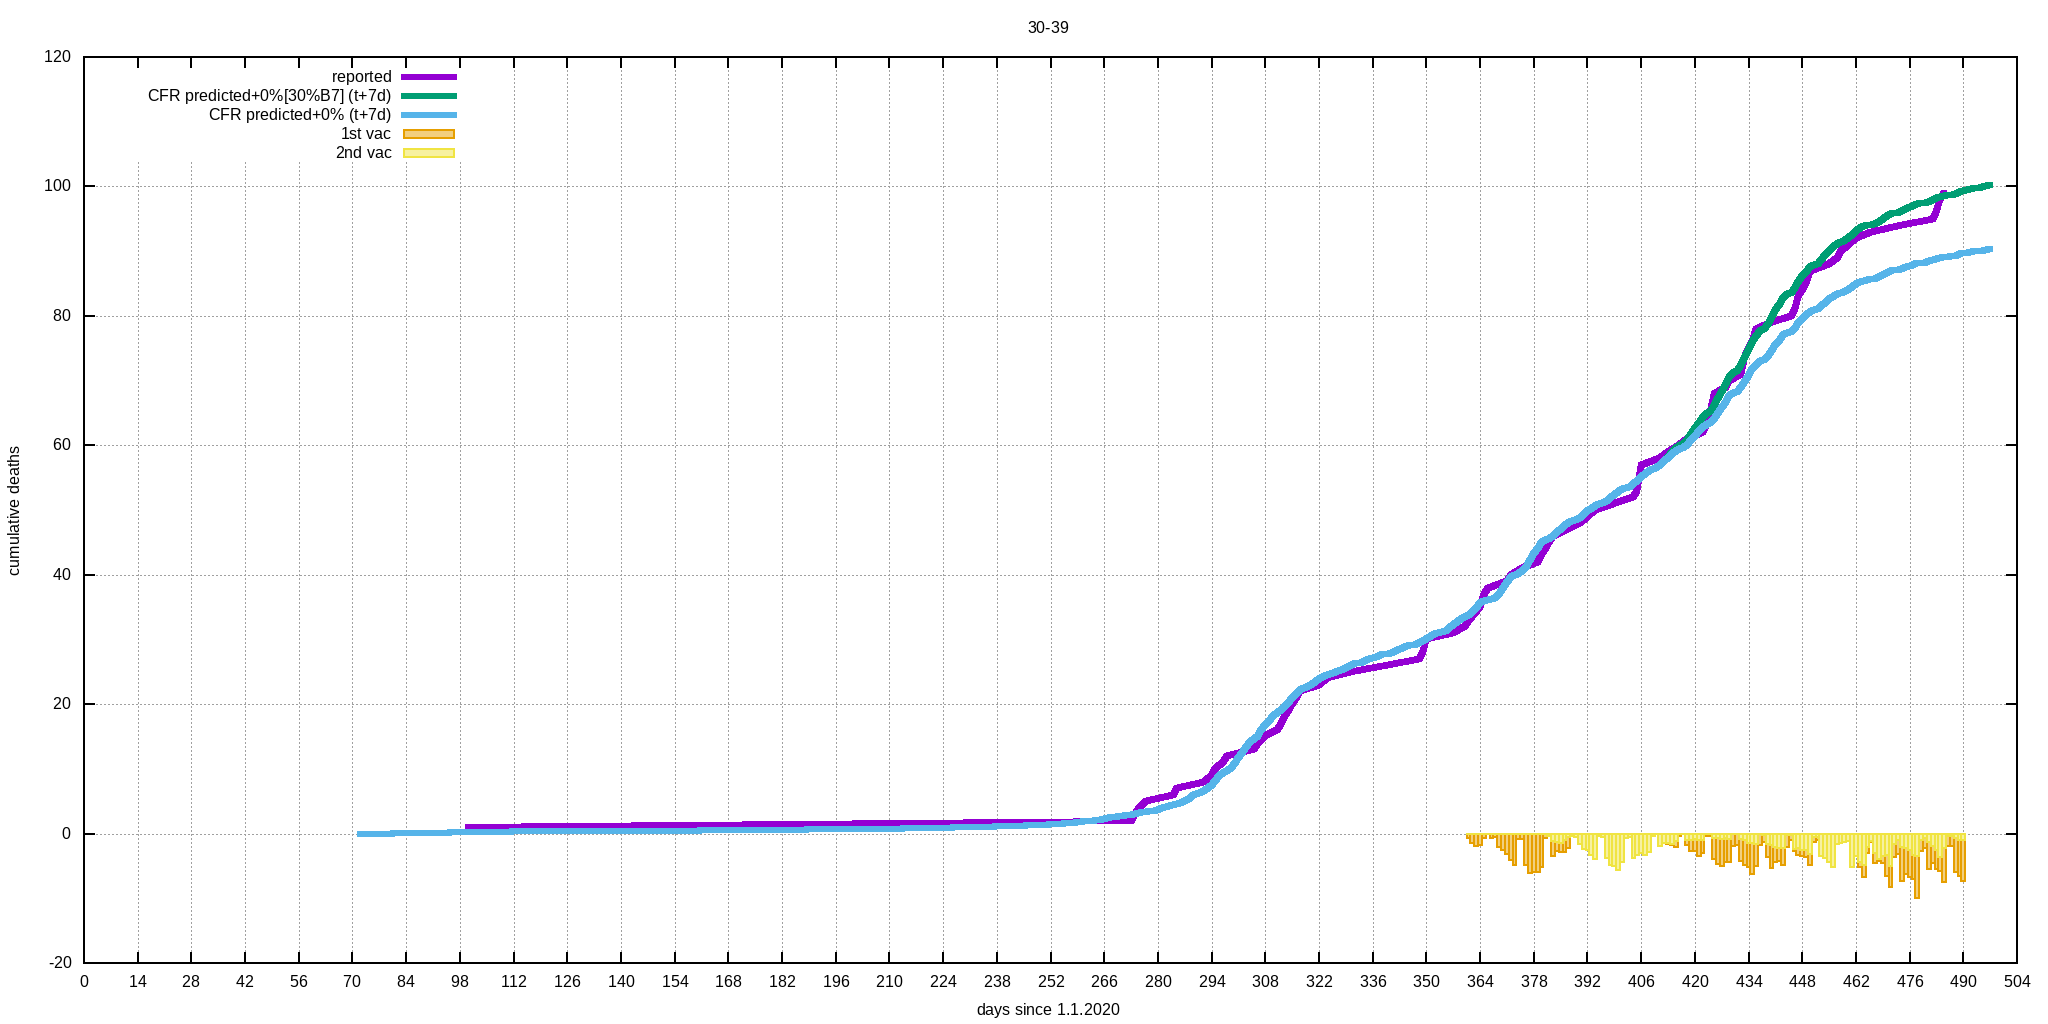 30-39
reported
CFR predicted+0%[30%B7] (t+7d)
CFR predicted+0% (t+7d)
1st vac
2nd vac
120
100
80
60
40
20
0
-20
cumulative deaths
0 14 28 42 56 70 84 98 112 126 140 154 168 182 196 210 224 238 252 266 280 294 308 322 336 350 364 378 392 406 420 434 448 462 476 490 504
days since 1.1.2020